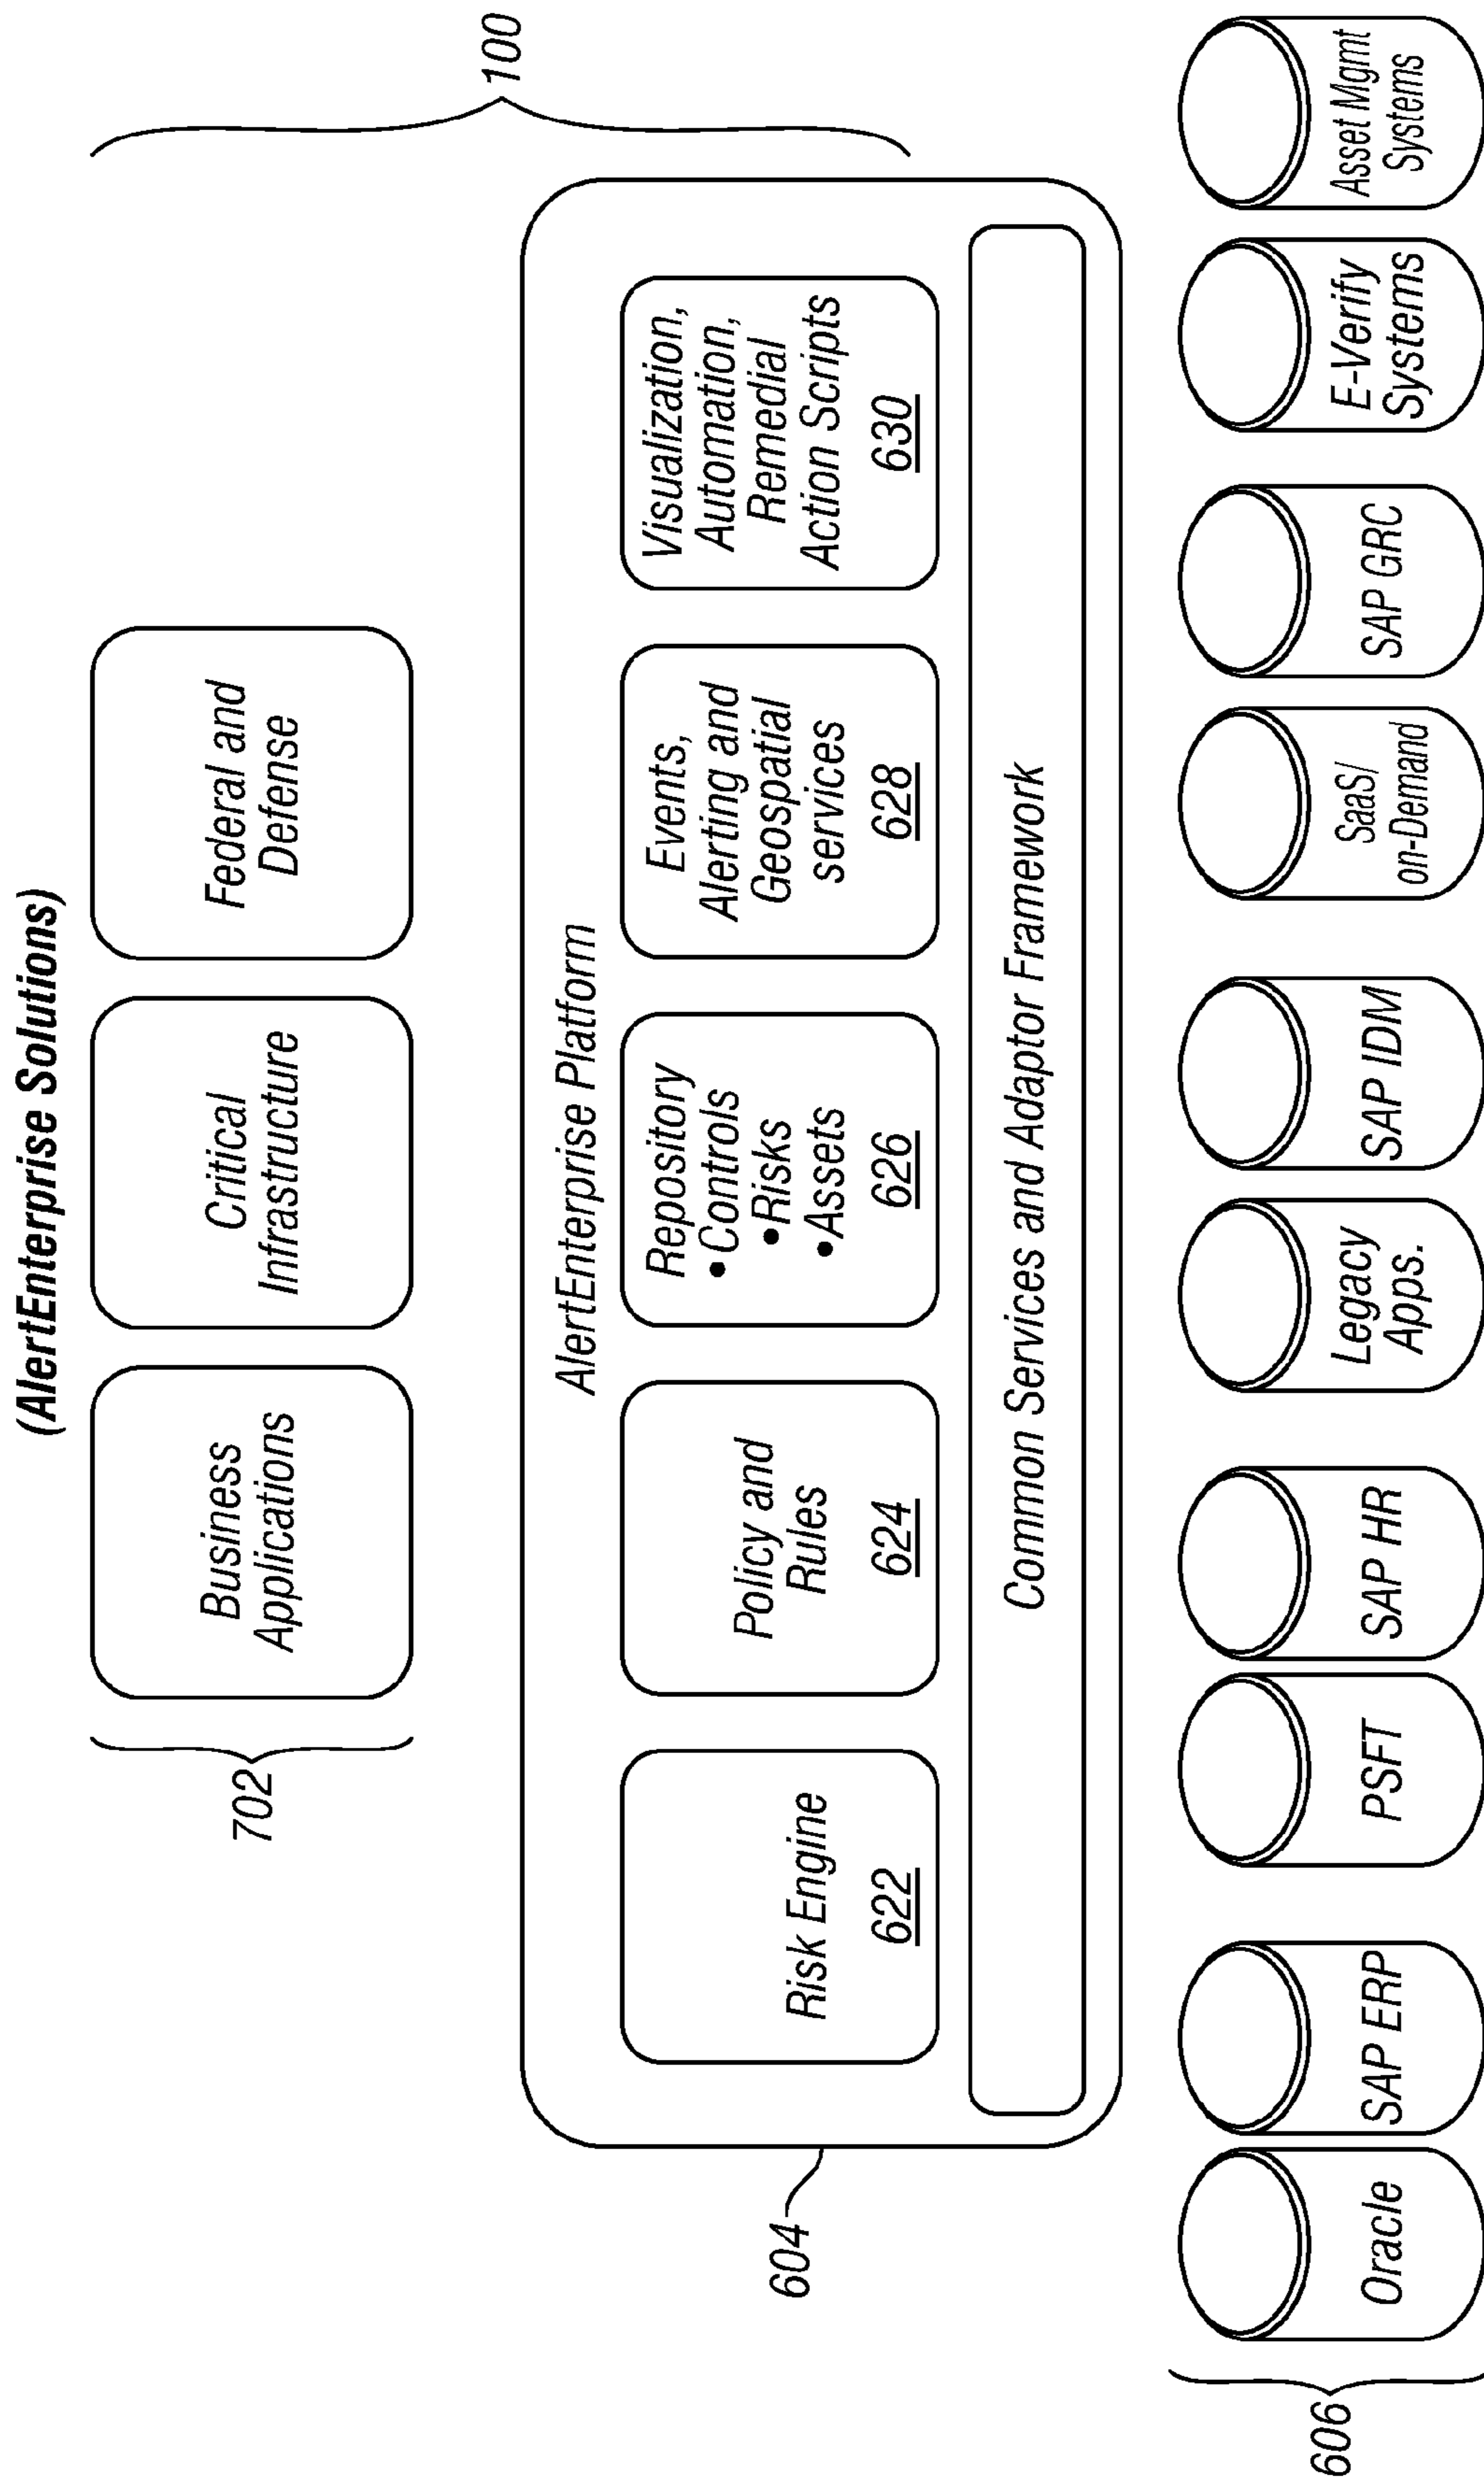 (AlertEnterprise Solutions)
702
Business
Applications
Critical
Infrastructure
Federal and
Defense
100
AlertEnterprise Platform
604
Risk Engine
622
Policy and
Rules
624
Repository
•Controls
•Risks
•Assets
626
Events,
Alerting and
Geospatial
services
628
Visualization,
Automation,
Remedial
Action Scripts
630
Common Services and Adaptor Framework
606
Oracle
SAP ERP
PSFT
SAP HR
Legacy
Apps.
SAP IDM
SaaS/
on-Demand
SAP GRC
E-Verify
Systems
Asset Mgmt
Systems